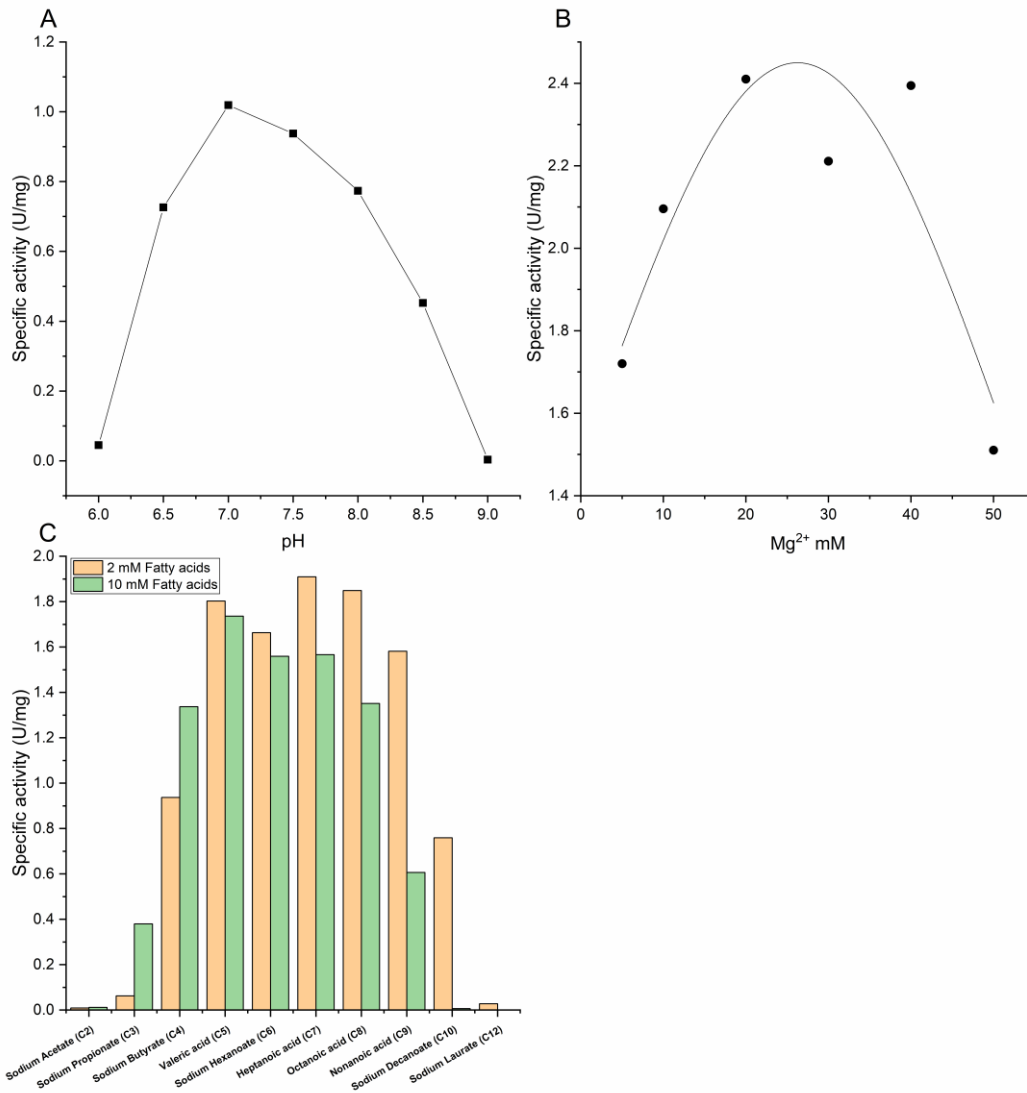 A
Specific activity (U/mg)
1.2
1.0
0.8
0.6
0.4
0.2
0.0
6.0 6.5 7.0 7.5 8.0 8.5 9.0
pH
B
Specific activity (U/mg)
2.4
2.2
2.0
1.8
1.6
1.4
0 10 20 30 40 50
Mg²⁺ mM
C
2 mM Fatty acids
10 mM Fatty acids
Specific activity (U/mg)
2.0
1.8
1.6
1.4
1.2
1.0
0.8
0.6
0.4
0.2
0.0
Sodium Acetate (C2)
Sodium Propionate (C3)
Sodium Butyrate (C4)
Valeric acid (C5)
Sodium Hexanoate (C6)
Heptanoic acid (C7)
Octanoic acid (C8)
Nonanoic acid (C9)
Sodium Decanoate (C10)
Sodium Laurate (C12)